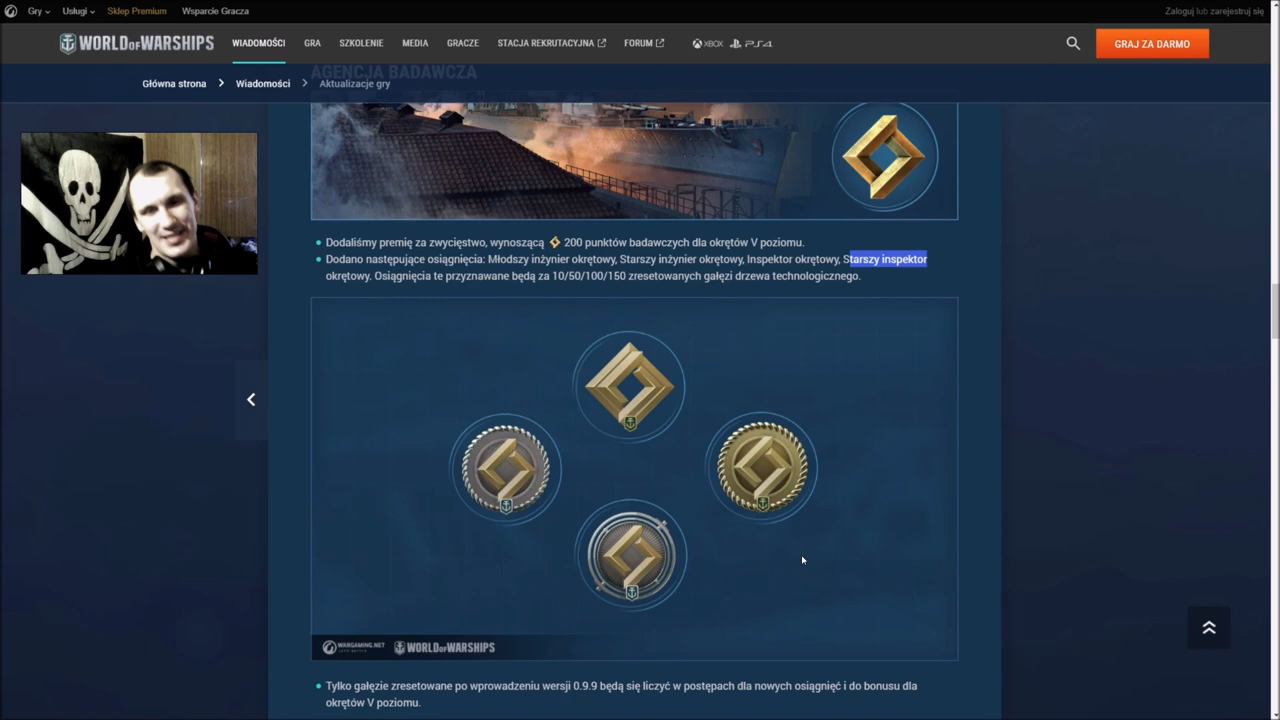 Gry Usługi Sklep Premium Wsparcie Gracza Zaloguj lub zarejestruj się
WORLD OF WARSHIPS WIADOMOŚCI GRA SZKOLENIE MEDIA GRACZE STACJA REKRUTACYJNA FORUM XBOX PS4 GRAJ ZA DARMO
AGENCJA BADAWCZA
Główna strona > Wiadomości > Aktualizacje gry
Dodaliśmy premię za zwycięstwo, wynoszącą 200 punktów badawczych dla okrętów V poziomu.
Dodano następujące osiągnięcia: Młodszy inżynier okrętowy, Starszy inżynier okrętowy, Inspektor okrętowy, Starszy inspektor
okrętowy. Osiągnięcia te przyznawane będą za 10/50/100/150 zresetowanych gałęzi drzewa technologicznego.
WARGAMING.NET WORLD OF WARSHIPS
Tylko gałęzie zresetowane po wprowadzeniu wersji 0.9.9 będą się liczyć w postępach dla nowych osiągnięć i do bonusu dla
okrętów V poziomu.